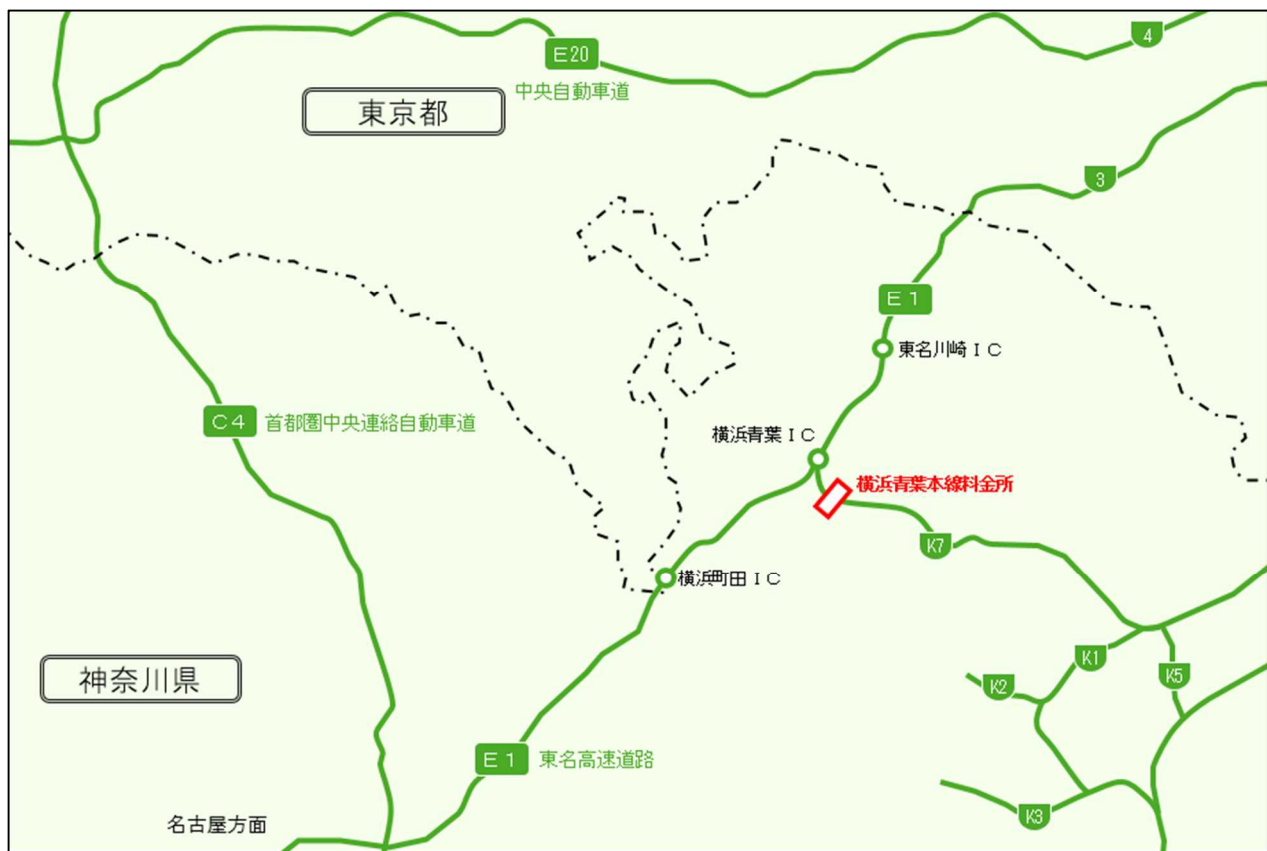 4
E20
中央自動車道
東京都
3
E1
東名川崎IC
C4 首都圏中央連絡自動車道
横浜青葉IC
横浜青葉本線料金所
K7
横浜町田IC
神奈川県
K1
K2
K5
E1 東名高速道路
K3
名古屋方面